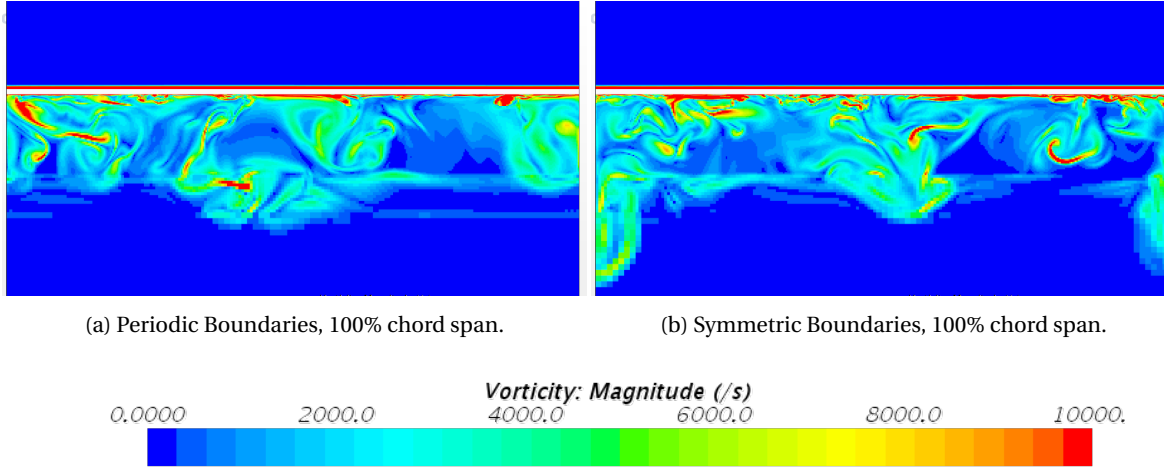 (a) Periodic Boundaries, 100% chord span.
(b) Symmetric Boundaries, 100% chord span.
Vorticity: Magnitude (/s)
0.0000 2000.0 4000.0 6000.0 8000.0 10000.